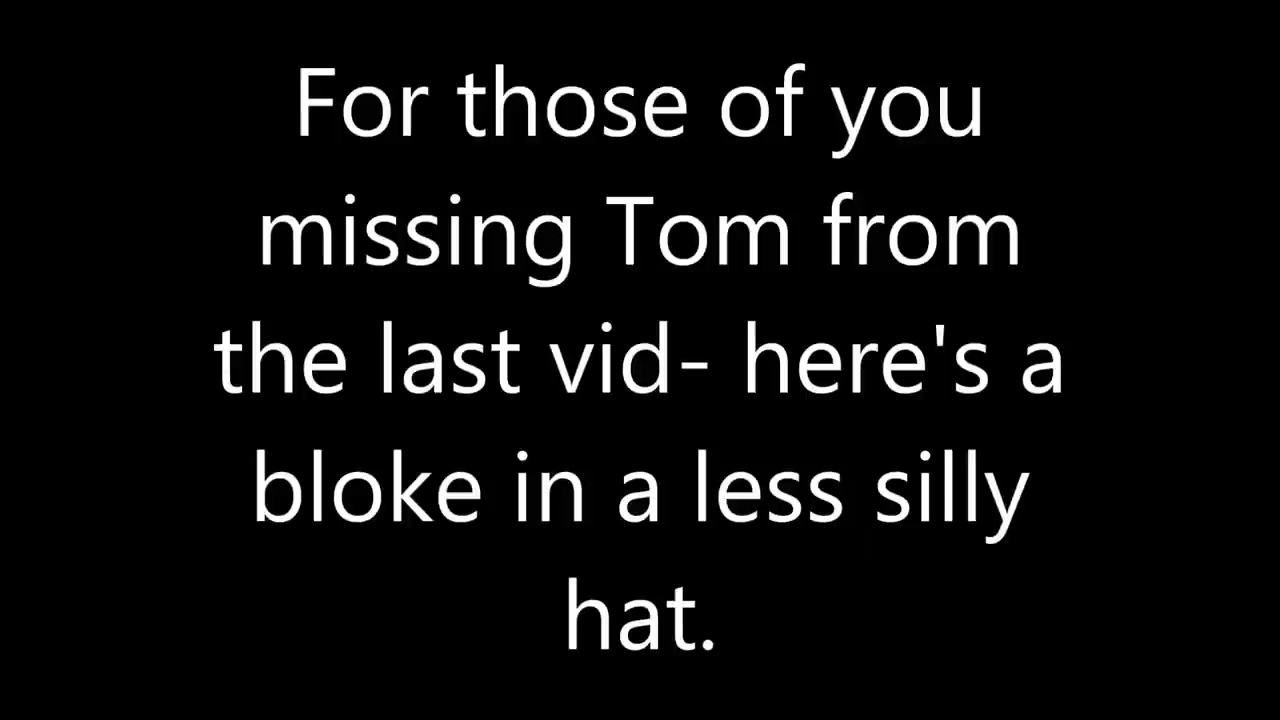 For those of you
missing Tom from
the last vid- here's a
bloke in a less silly
hat.